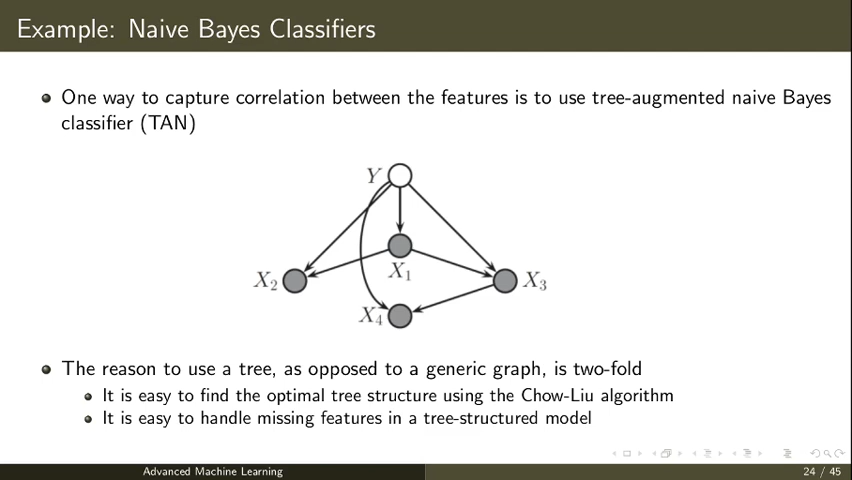 Example: Naive Bayes Classifiers
One way to capture correlation between the features is to use tree-augmented naive Bayes
classifier (TAN)
Y
X₁
X₂
X₃
X₄
The reason to use a tree, as opposed to a generic graph, is two-fold
It is easy to find the optimal tree structure using the Chow-Liu algorithm
It is easy to handle missing features in a tree-structured model
Advanced Machine Learning
24 / 45